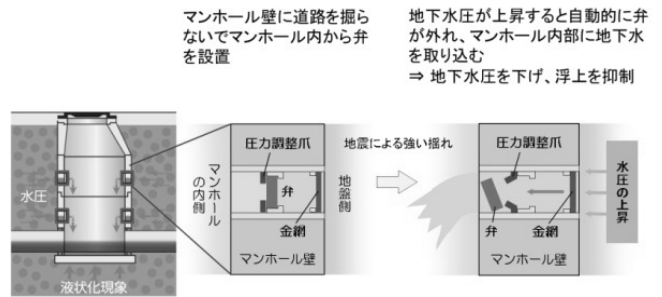 マンホール壁に道路を掘ら
ないでマンホール内から弁
を設置
地下水圧が上昇すると自動的に弁
が外れ、マンホール内部に地下水
を取り込む
⇒ 地下水圧を下げ、浮上を抑制
水圧
液状化現象
マンホール
の内側
圧力調整爪
弁
金網
マンホール壁
地盤側
地震による強い揺れ
圧力調整爪
弁
金網
マンホール壁
水圧の上昇